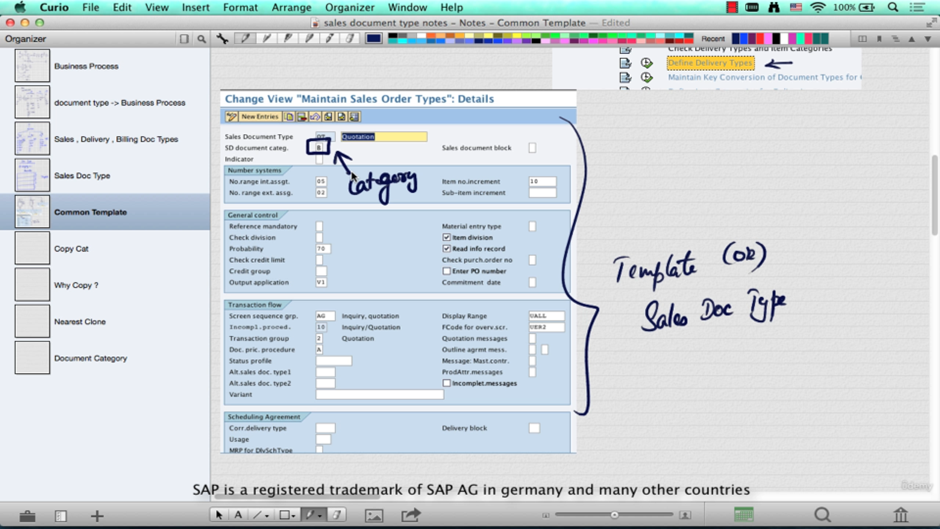 Curio File Edit View Insert Format Arrange Organizer Window Help 100%
sales document type notes - Notes - Common Template — Edited
Organizer
Business Process
document type -> Business Process
Sales , Delivery , Billing Doc Types
Sales Doc Type
Common Template
Copy Cat
Why Copy ?
Nearest Clone
Document Category
Check Delivery Types and Item Categories
Define Delivery Types
Maintain Key Conversion of Document Types for
Change View "Maintain Sales Order Types": Details
New Entries
Sales Document Type Quotation
SD document categ. B Sales document block
Indicator
category
Number systems
No.range int.assgt. 05 Item no.increment 10
No. range ext. assg. 02 Sub-item increment
General control
Reference mandatory Material entry type
Check division Item division
Probability 70 Read info record
Check credit limit Check purch.order no
Credit group Enter PO number
Output application V1 Commitment date
Template (or)
Sales Doc Type
Transaction flow
Screen sequence grp. AG Inquiry, quotation Display Range UALL
Incompl.proced. 10 Inquiry/Quotation FCode for overv.scr. UER2
Transaction group 2 Quotation Quotation messages
Doc. pric. procedure A Outline agrmt mess.
Status profile Message: Mast.contr.
Alt.sales doc. type1 ProdAttr.messages
Alt.sales doc. type2 Incomplet.messages
Variant
Scheduling Agreement
Corr.delivery type Delivery block
Usage
MRP for DlvSchType
SAP is a registered trademark of SAP AG in germany and many other countries
ûdemy